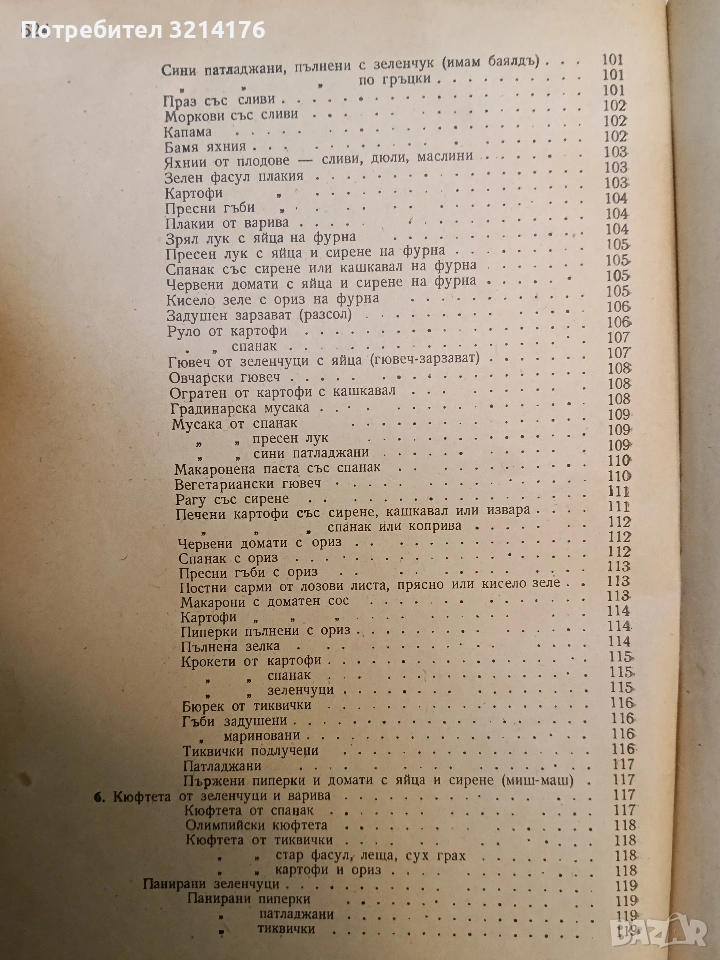 Потребител 3214176
Сини патладжани, пълнени с зеленчук (имам баялдъ) . . . 101
„ „ „ по гръцки . . . . . . . . . . 101
Праз със сливи . . . . . . . . . . 101
Моркови със сливи . . . . . . . . . . 102
Капама . . . . . . . . . . 102
Бамя яхния . . . . . . . . . . 102
Яхнии от плодове — сливи, дюли, маслини . . . . . . . 103
Зелен фасул плакия . . . . . . . . . . 103
Картофи „ . . . . . . . . . . 103
Пресни гъби „ . . . . . . . . . . 104
Плакии от варива . . . . . . . . . . 104
Зрял лук с яйца на фурна . . . . . . . . . . 104
Пресен лук с яйца и сирене на фурна . . . . . . . . . 105
Спанак със сирене или кашкавал на фурна . . . . . . . 105
Червени домати с яйца и сирене на фурна . . . . . . . 105
Кисело зеле с ориз на фурна . . . . . . . . . . 105
Задушен зарзават (разсол) . . . . . . . . . . 106
Руло от картофи . . . . . . . . . . 106
„ „ спанак . . . . . . . . . . 107
Гювеч от зеленчуци с яйца (гювеч-зарзават) . . . . . . 107
Овчарски гювеч . . . . . . . . . . 108
Огратен от картофи с кашкавал . . . . . . . . . . 108
Градинарска мусака . . . . . . . . . . 108
Мусака от спанак . . . . . . . . . . 109
„ „ пресен лук . . . . . . . . . . 109
„ „ сини патладжани . . . . . . . . . . 109
Макаронена паста със спанак . . . . . . . . . . 110
Вегетариански гювеч . . . . . . . . . . 110
Рагу със сирене . . . . . . . . . . 111
Печени картофи със сирене, кашкавал или извара . . . . 111
„ „ „ спанак или коприва . . . . . . 112
Червени домати с ориз . . . . . . . . . . 112
Спанак с ориз . . . . . . . . . . 112
Пресни гъби с ориз . . . . . . . . . . 113
Постни сарми от лозови листа, прясно или кисело зеле . . 113
Макарони с доматен сос . . . . . . . . . . 113
Картофи „ „ „ . . . . . . . . . . 114
Пиперки пълнени с ориз . . . . . . . . . . 114
Пълнена зелка . . . . . . . . . . 114
Крокети от картофи . . . . . . . . . . 115
„ „ спанак . . . . . . . . . . 115
„ „ зеленчуци . . . . . . . . . . 115
Бюрек от тиквички . . . . . . . . . . 116
Гъби задушени . . . . . . . . . . 116
„ мариновани . . . . . . . . . . 116
Тиквички подлучени . . . . . . . . . . 116
Патладжани . . . . . . . . . . 117
Пържени пиперки и домати с яйца и сирене (миш-маш) . 117
6. Кюфтета от зеленчуци и варива . . . . . . . . . . 117
Кюфтета от спанак . . . . . . . . . . 117
Олимпийски кюфтета . . . . . . . . . . 118
Кюфтета от тиквички . . . . . . . . . . 118
„ „ стар фасул, леща, сух грах . . . . . . . 118
„ „ картофи и ориз . . . . . . . . . . 118
Панирани зеленчуци . . . . . . . . . . 119
Панирани пиперки . . . . . . . . . . 119
„ патладжани . . . . . . . . . . 119
„ тиквички . . . . . . . . . . 119
BAZAR